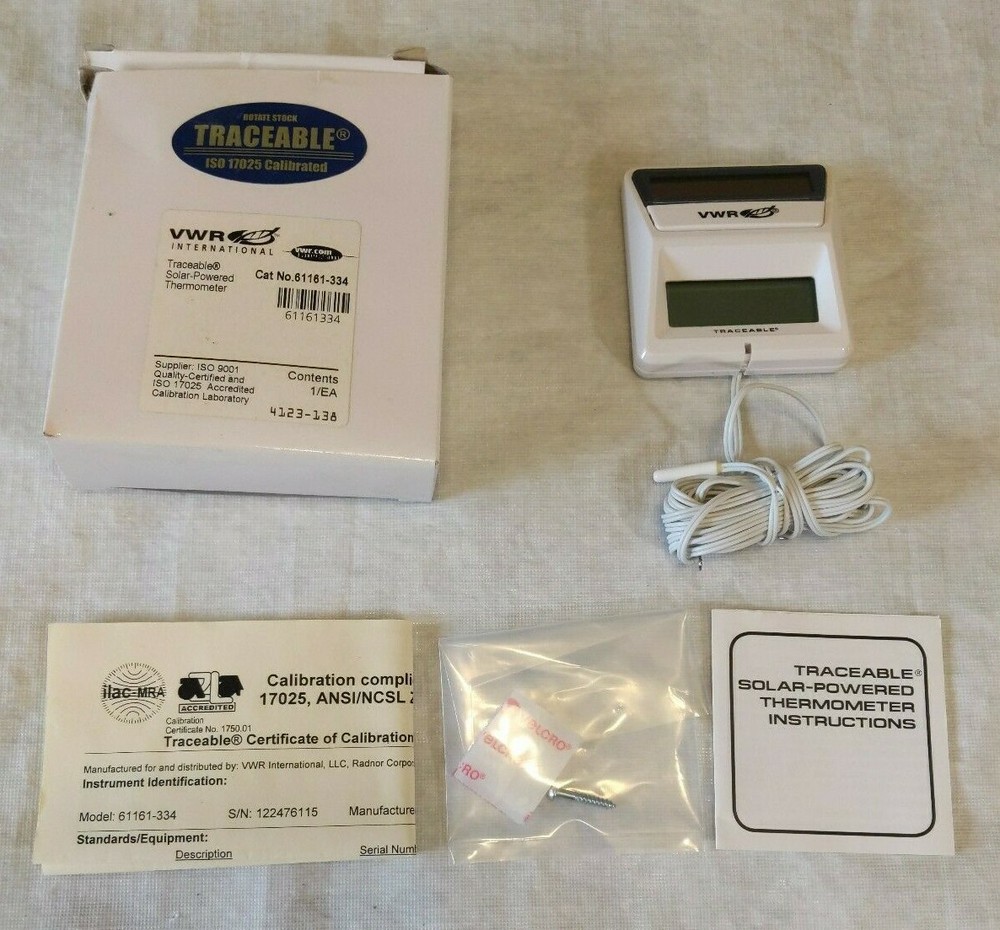 ROTATE STOCK
TRACEABLE®
ISO 17025 Calibrated
VWR®
INTERNATIONAL
vwr.com
Traceable®
Solar-Powered
Thermometer
Cat No.61161-334
61161334
Supplier: ISO 9001
Quality-Certified and
ISO 17025 Accredited
Calibration Laboratory
Contents
1/EA
4123-138
VWR®
TRACEABLE®
ilac-MRA
A2LA
ACCREDITED
Calibration
Certificate No. 1750.01
Calibration compli
17025, ANSI/NCSL Z
Traceable® Certificate of Calibration
Manufactured for and distributed by: VWR International, LLC, Radnor Corpo
Instrument Identification:
Model: 61161-334 S/N: 122476115 Manufacture
Standards/Equipment:
Description Serial Num
VELCRO®
ELC
CRO®
TRACEABLE®
SOLAR-POWERED
THERMOMETER
INSTRUCTIONS